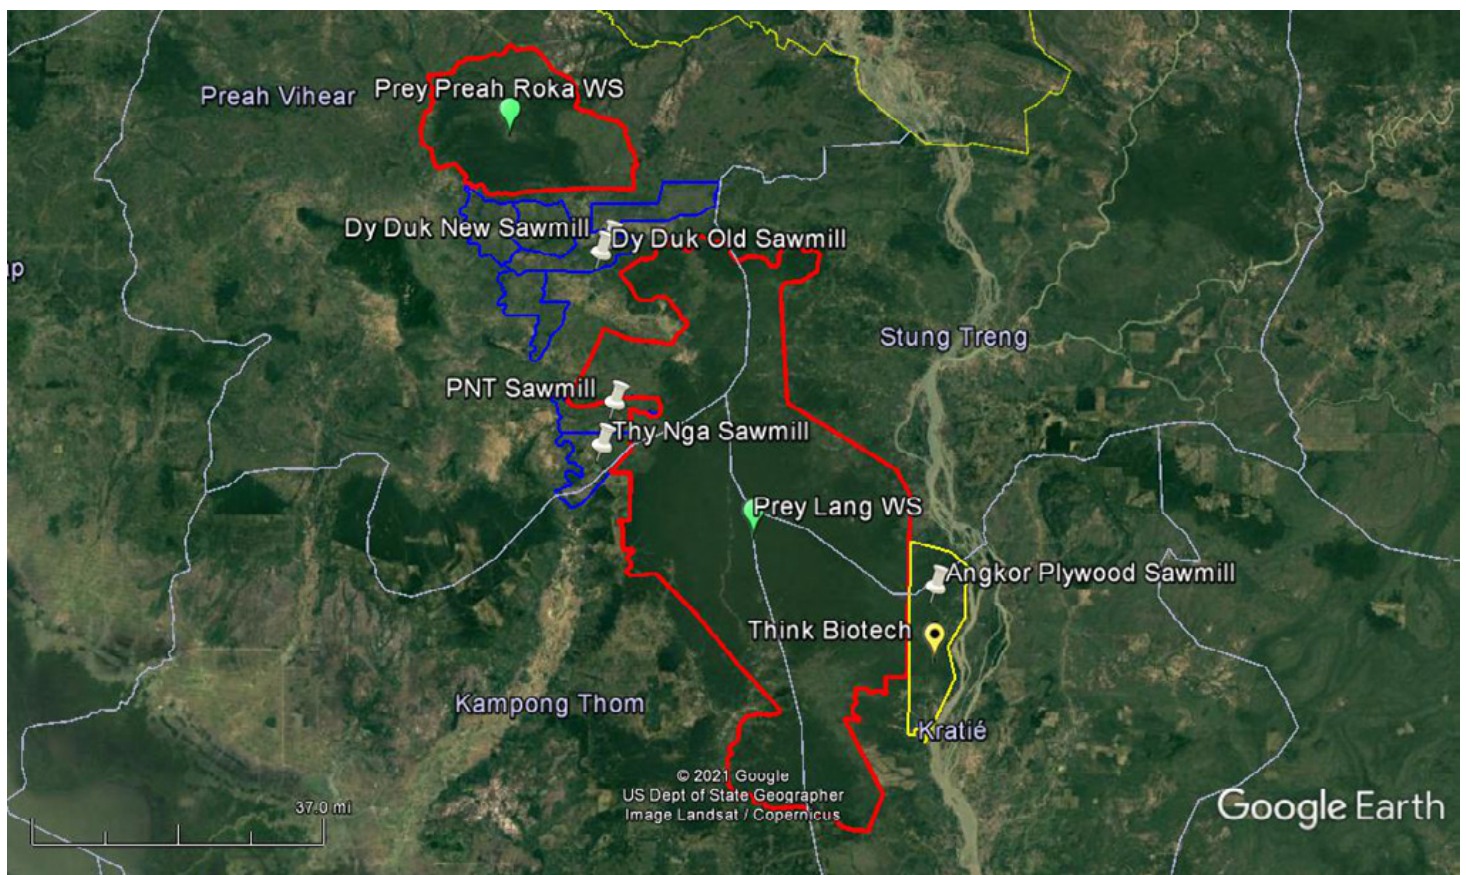 Prey Preah Roka WS
Preah Vihear
Dy Duk New Sawmill
Dy Duk Old Sawmill
Stung Treng
PNT Sawmill
Thy Nga Sawmill
Prey Lang WS
Angkor Plywood Sawmill
Think Biotech
Kampong Thom
Kratié
© 2021 Google
US Dept of State Geographer
Image Landsat / Copernicus
37.0 mi
Google Earth